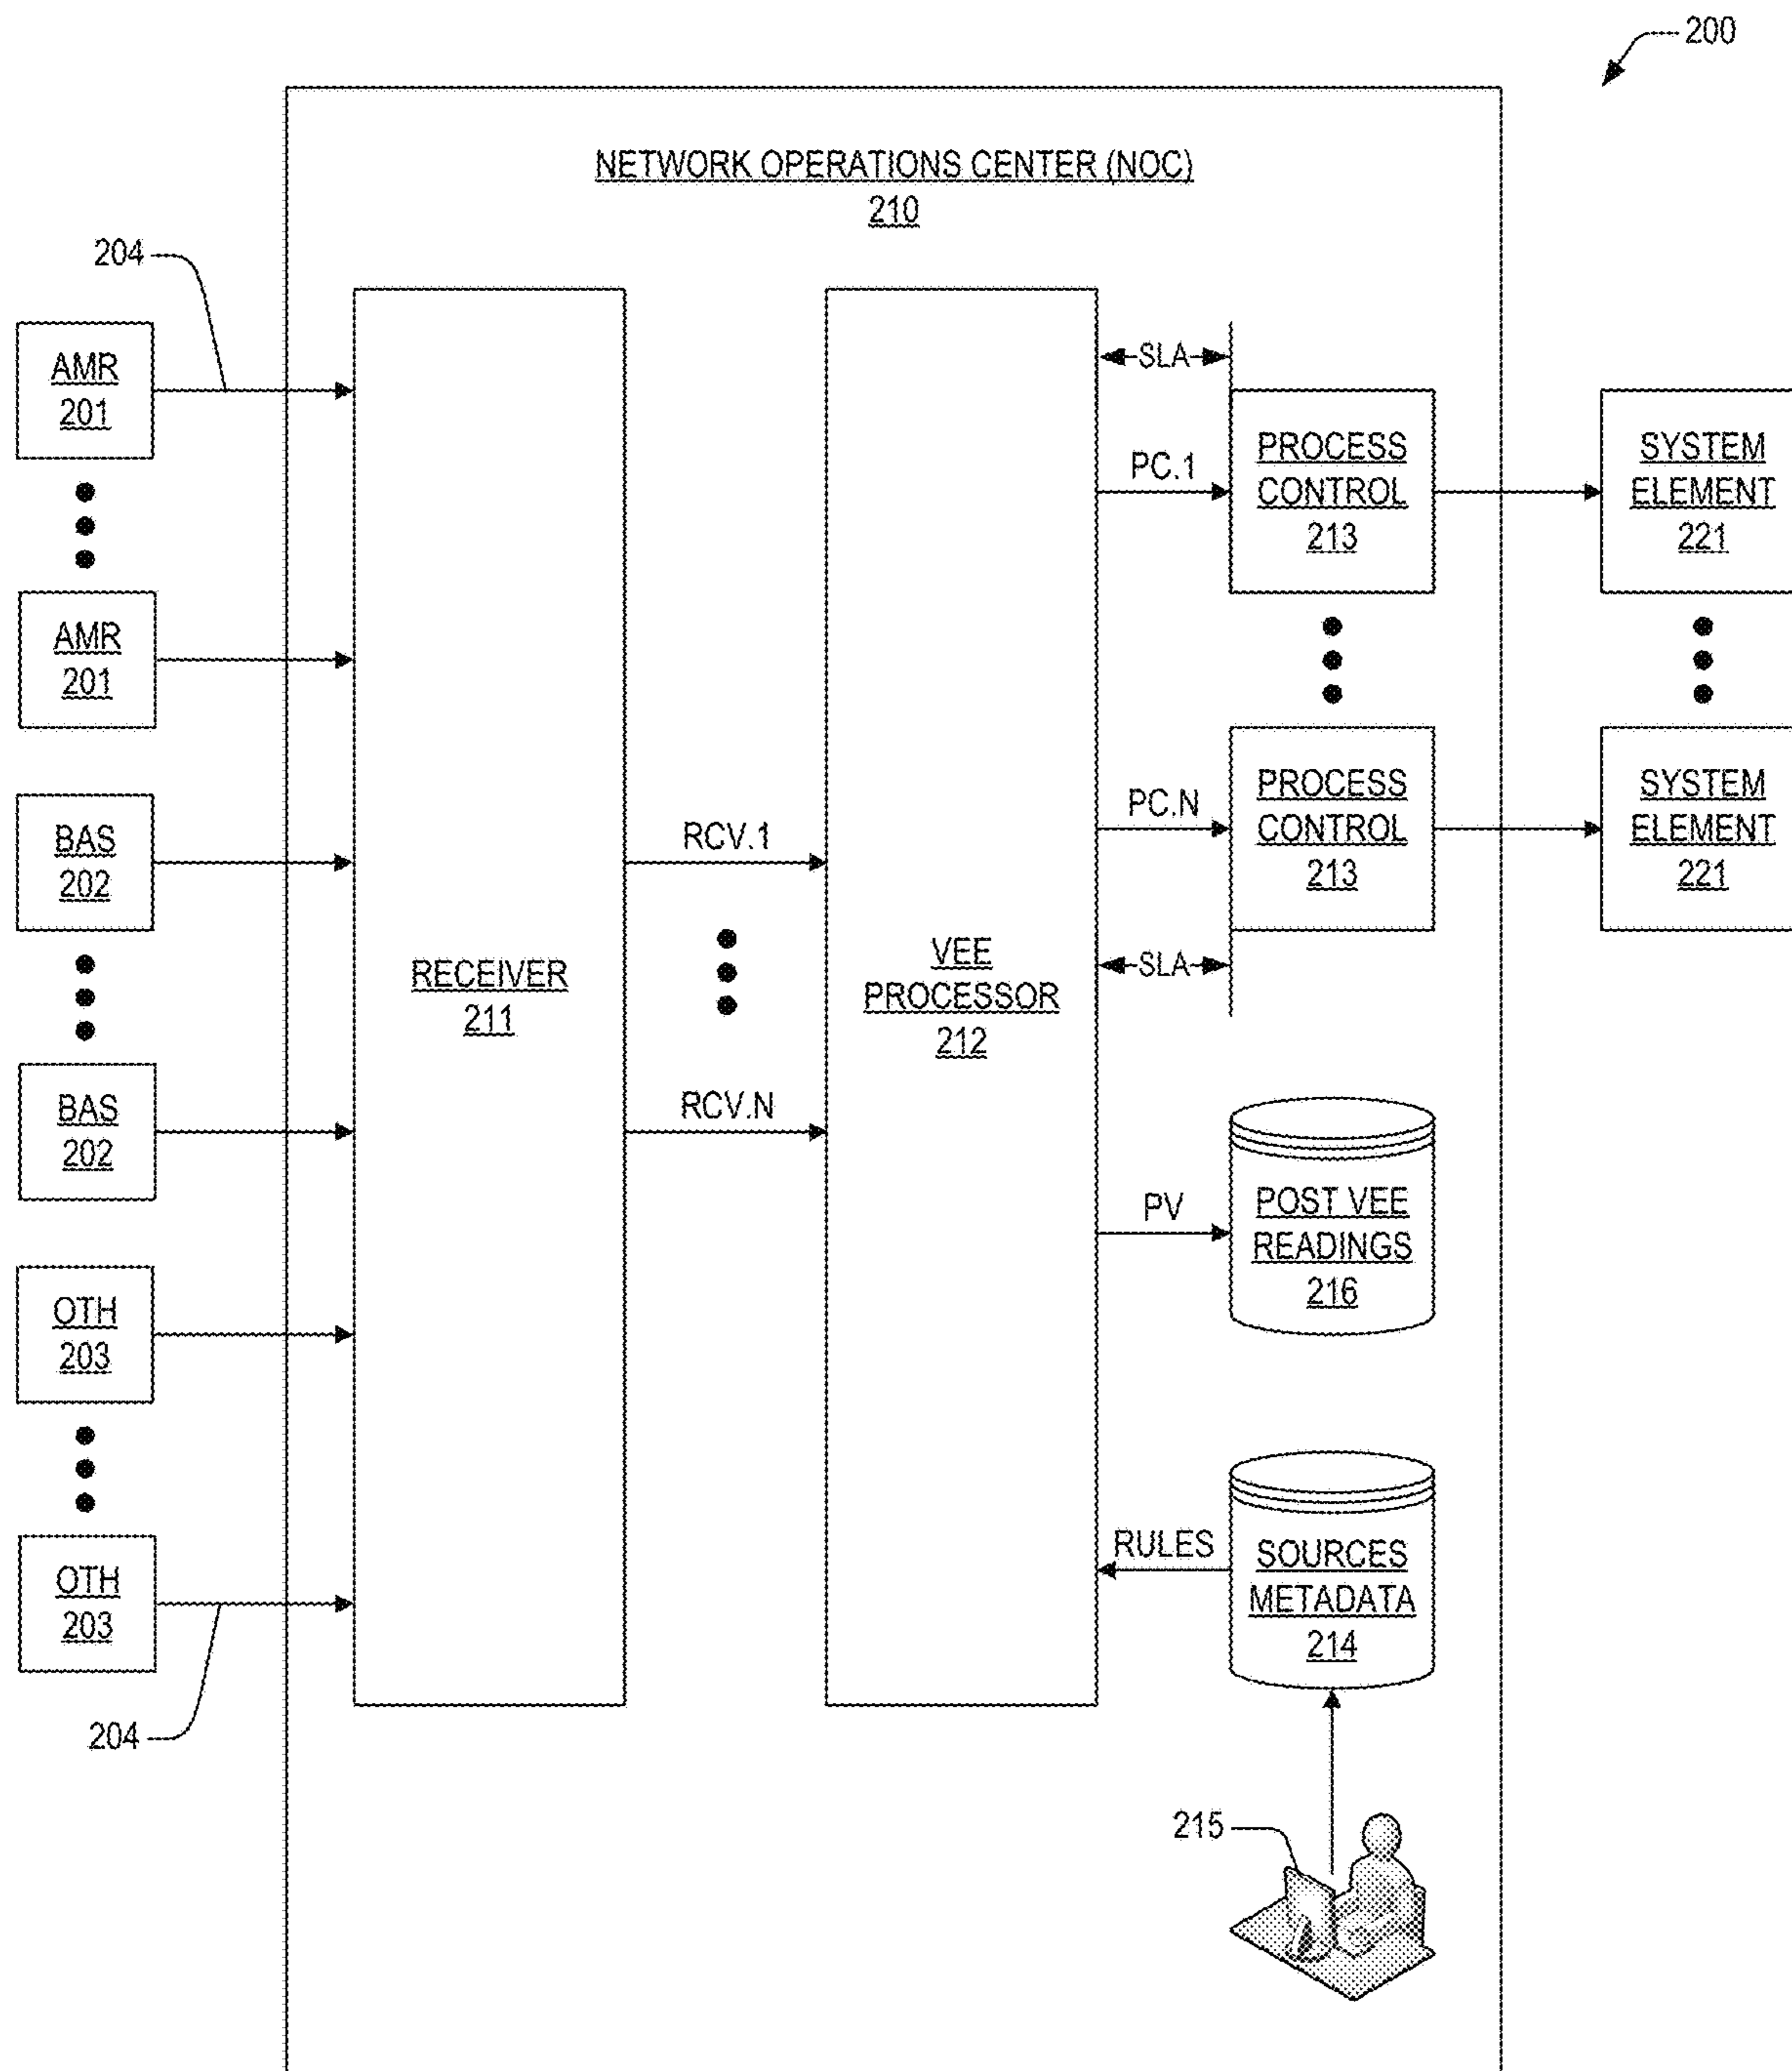 200
NETWORK OPERATIONS CENTER (NOC)
210
204
AMR
201
AMR
201
BAS
202
BAS
202
OTH
203
OTH
203
204
RECEIVER
211
RCV.1
RCV.N
VEE
PROCESSOR
212
SLA
PC.1
PC.N
SLA
PV
RULES
PROCESS
CONTROL
213
PROCESS
CONTROL
213
POST VEE
READINGS
216
SOURCES
METADATA
214
215
SYSTEM
ELEMENT
221
SYSTEM
ELEMENT
221